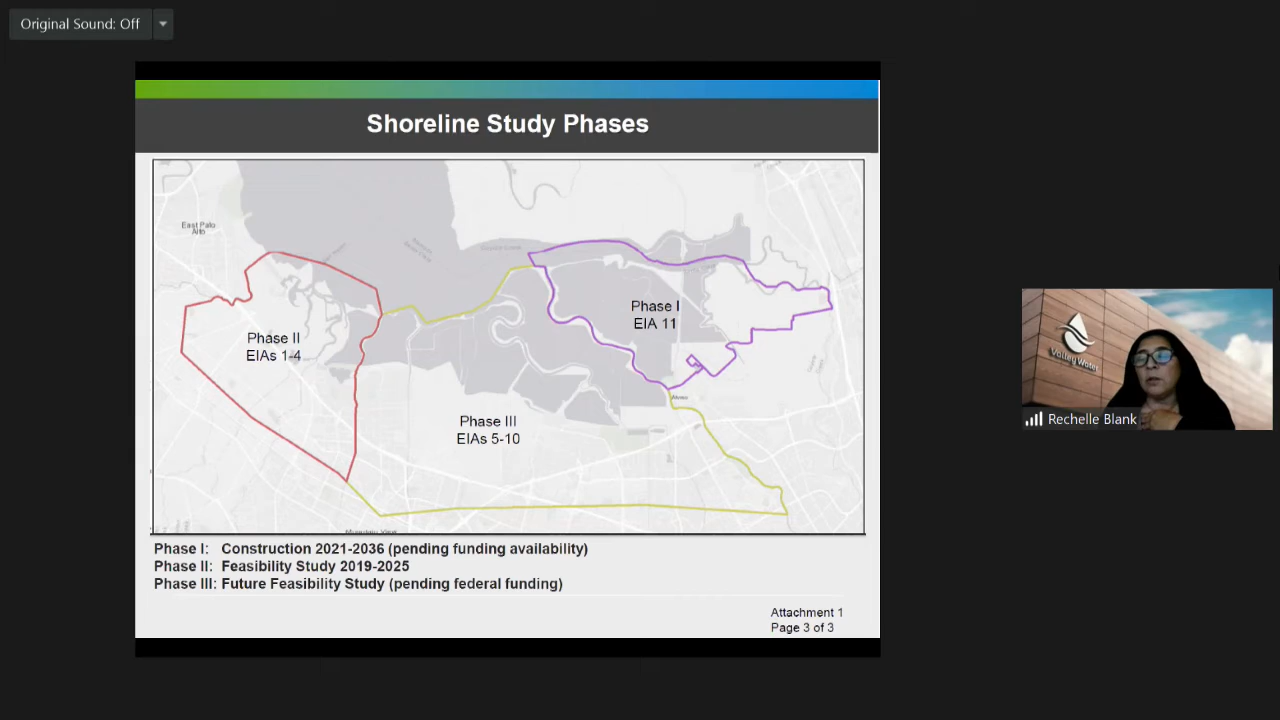 Original Sound: Off
Shoreline Study Phases
East Palo
Alto
Phase I
EIA 11
Phase II
EIAs 1-4
Phase III
EIAs 5-10
Alviso
Mountain View
Phase I: Construction 2021-2036 (pending funding availability)
Phase II: Feasibility Study 2019-2025
Phase III: Future Feasibility Study (pending federal funding)
Attachment 1
Page 3 of 3
Valley Water
Rechelle Blank